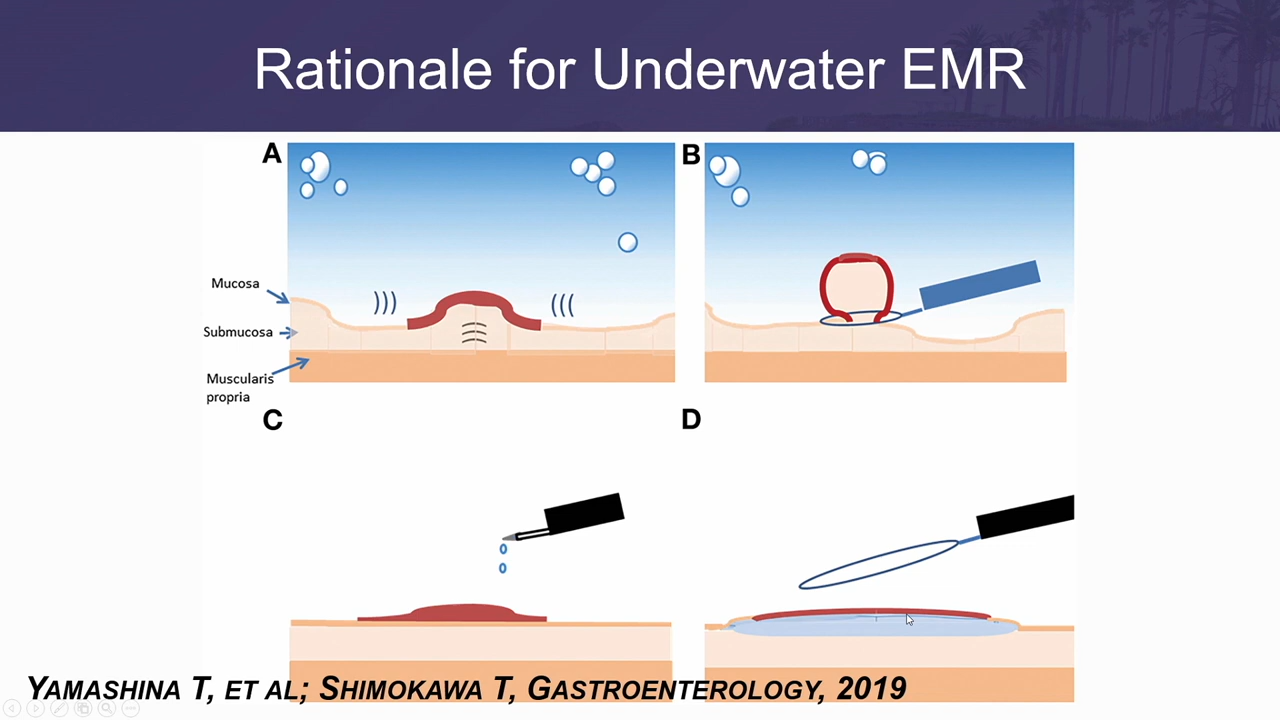 Rationale for Underwater EMR
A
B
Mucosa
Submucosa
Muscularis
propria
C
D
YAMASHINA T, ET AL; SHIMOKAWA T, GASTROENTEROLOGY, 2019